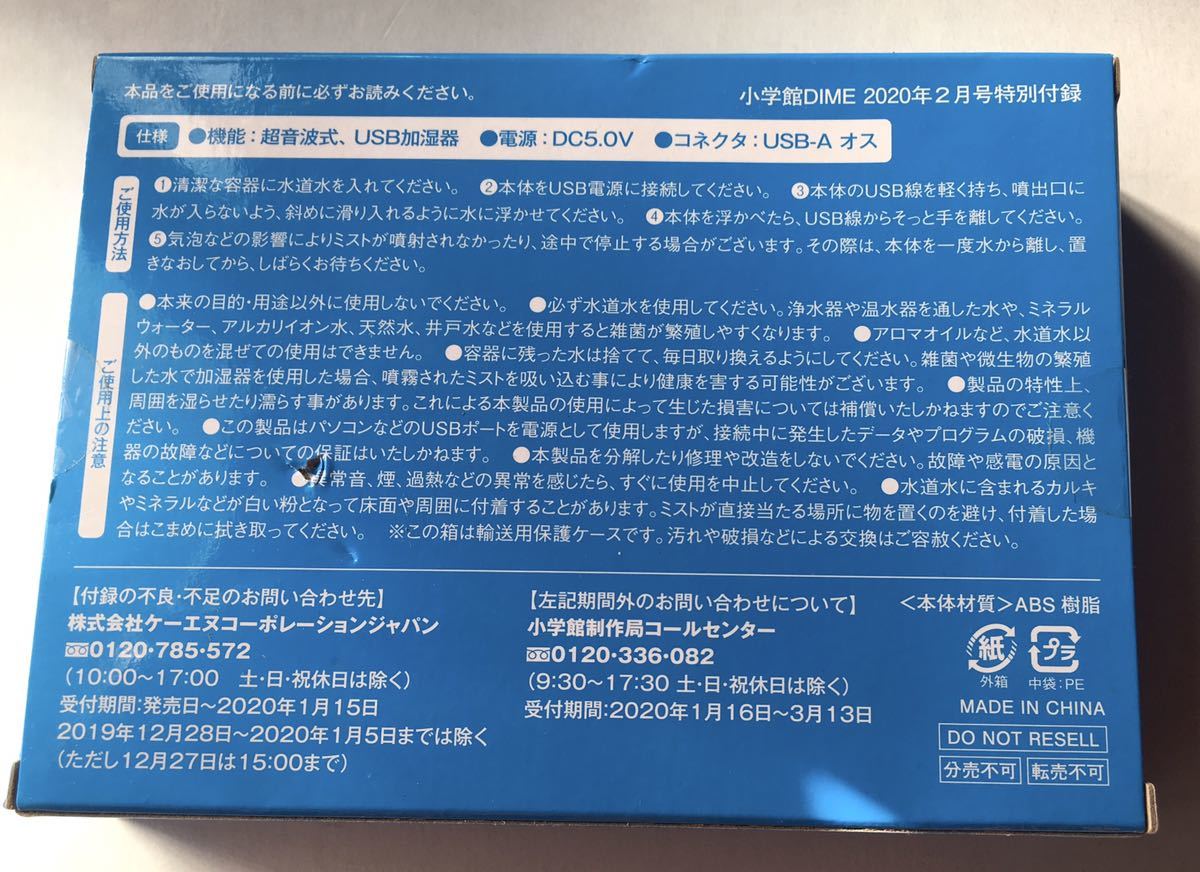 本品をご使用になる前に必ずお読みください。
小学館DIME 2020年2月号特別付録
仕様 ●機能：超音波式、USB加湿器 ●電源：DC5.0V ●コネクタ：USB-A オス
ご使用方法
①清潔な容器に水道水を入れてください。 ②本体をUSB電源に接続してください。 ③本体のUSB線を軽く持ち、噴出口に
水が入らないよう、斜めに滑り入れるように水に浮かせてください。 ④本体を浮かべたら、USB線からそっと手を離してください。
⑤気泡などの影響によりミストが噴射されなかったり、途中で停止する場合がございます。その際は、本体を一度水から離し、置
きなおしてから、しばらくお待ちください。
ご使用上の注意
●本来の目的・用途以外に使用しないでください。 ●必ず水道水を使用してください。浄水器や温水器を通した水や、ミネラル
ウォーター、アルカリイオン水、天然水、井戸水などを使用すると雑菌が繁殖しやすくなります。 ●アロマオイルなど、水道水以
外のものを混ぜての使用はできません。 ●容器に残った水は捨てて、毎日取り換えるようにしてください。雑菌や微生物の繁殖
した水で加湿器を使用した場合、噴霧されたミストを吸い込む事により健康を害する可能性がございます。 ●製品の特性上、
周囲を湿らせたり濡らす事があります。これによる本製品の使用によって生じた損害については補償いたしかねますのでご注意く
ださい。 ●この製品はパソコンなどのUSBポートを電源として使用しますが、接続中に発生したデータやプログラムの破損、機
器の故障などについての保証はいたしかねます。 ●本製品を分解したり修理や改造をしないでください。故障や感電の原因と
なることがあります。 ●異常音、煙、過熱などの異常を感じたら、すぐに使用を中止してください。 ●水道水に含まれるカルキ
やミネラルなどが白い粉となって床面や周囲に付着することがあります。ミストが直接当たる場所に物を置くのを避け、付着した場
合はこまめに拭き取ってください。 ※この箱は輸送用保護ケースです。汚れや破損などによる交換はご容赦ください。
【付録の不良・不足のお問い合わせ先】
株式会社ケーエヌコーポレーションジャパン
0120・785・572
(10:00〜17:00 土・日・祝休日は除く)
受付期間:発売日〜2020年1月15日
2019年12月28日〜2020年1月5日までは除く
(ただし12月27日は15:00まで)
【左記期間外のお問い合わせについて】
小学館制作局コールセンター
0120・336・082
(9:30〜17:30 土・日・祝休日は除く)
受付期間:2020年1月16日〜3月13日
＜本体材質＞ABS 樹脂
紙 プラ
外箱 中袋：PE
MADE IN CHINA
DO NOT RESELL
分売不可 転売不可